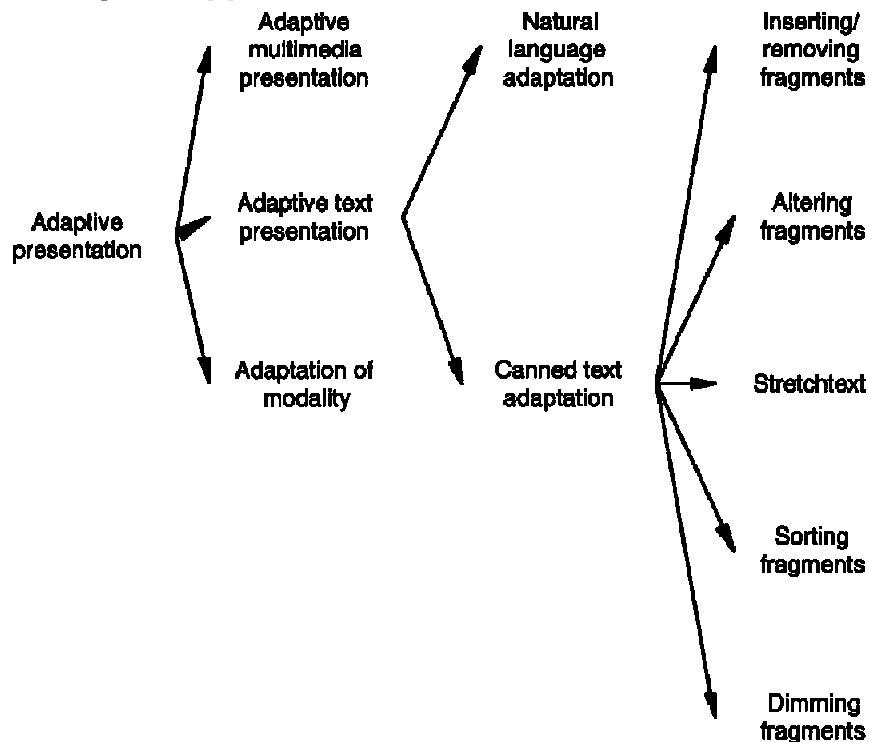 Adaptive
presentation
Adaptive
multimedia
presentation
Adaptive text
presentation
Adaptation of
modality
Natural
language
adaptation
Canned text
adaptation
Inserting/
removing
fragments
Altering
fragments
Stretchtext
Sorting
fragments
Dimming
fragments